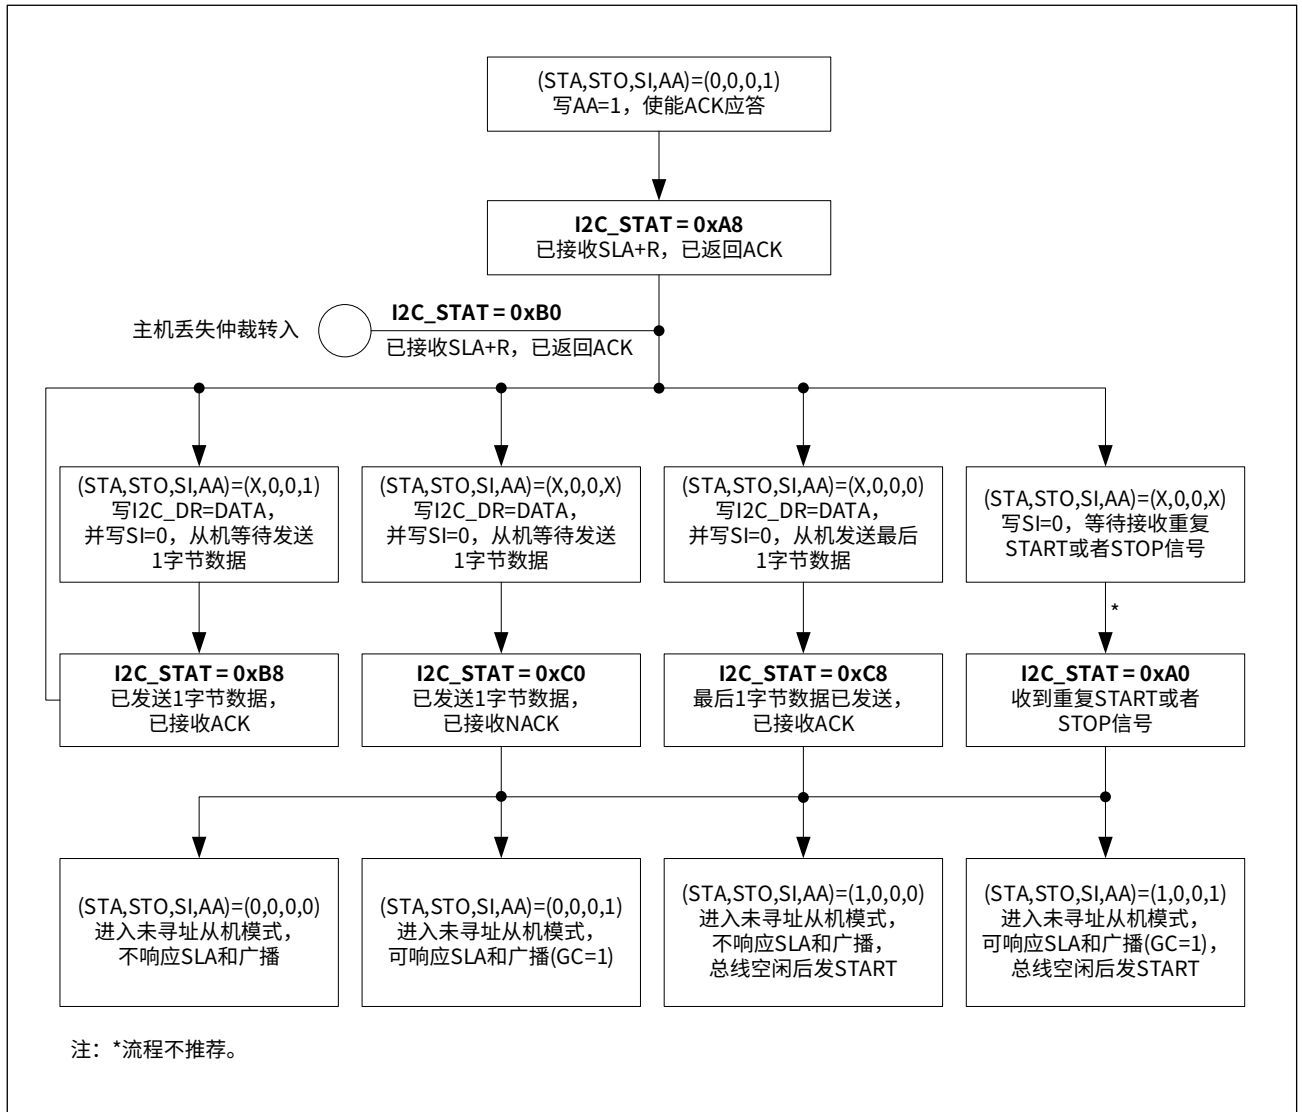 (STA,STO,SI,AA)=(0,0,0,1)
写AA=1，使能ACK应答
I2C_STAT = 0xA8
已接收SLA+R，已返回ACK
主机丢失仲裁转入
I2C_STAT = 0xB0
已接收SLA+R，已返回ACK
(STA,STO,SI,AA)=(X,0,0,1)
写I2C_DR=DATA，
并写SI=0，从机等待发送
1字节数据
(STA,STO,SI,AA)=(X,0,0,X)
写I2C_DR=DATA，
并写SI=0，从机等待发送
1字节数据
(STA,STO,SI,AA)=(X,0,0,0)
写I2C_DR=DATA，
并写SI=0，从机发送最后
1字节数据
(STA,STO,SI,AA)=(X,0,0,X)
写SI=0，等待接收重复
START或者STOP信号
*
I2C_STAT = 0xB8
已发送1字节数据，
已接收ACK
I2C_STAT = 0xC0
已发送1字节数据，
已接收NACK
I2C_STAT = 0xC8
最后1字节数据已发送，
已接收ACK
I2C_STAT = 0xA0
收到重复START或者
STOP信号
(STA,STO,SI,AA)=(0,0,0,0)
进入未寻址从机模式，
不响应SLA和广播
(STA,STO,SI,AA)=(0,0,0,1)
进入未寻址从机模式，
可响应SLA和广播(GC=1)
(STA,STO,SI,AA)=(1,0,0,0)
进入未寻址从机模式，
不响应SLA和广播，
总线空闲后发START
(STA,STO,SI,AA)=(1,0,0,1)
进入未寻址从机模式，
可响应SLA和广播(GC=1)，
总线空闲后发START
注：*流程不推荐。